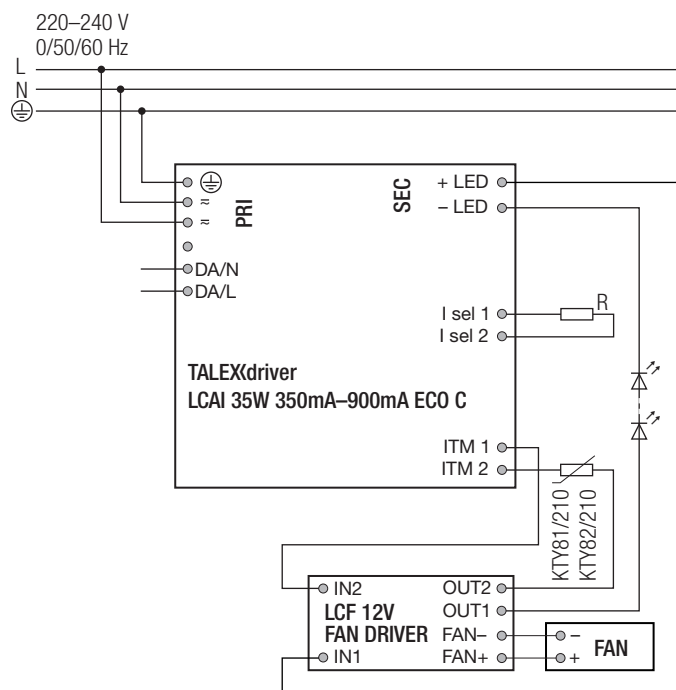 220–240 V
0/50/60 Hz
L
N
+ LED
– LED
PRI
SEC
≂
≂
DA/N
DA/L
I sel 1
I sel 2
R
TALEXXdriver
LCAI 35W 350mA–900mA ECO C
ITM 1
ITM 2
KTY81/210
KTY82/210
IN2
OUT2
LCF 12V
OUT1
FAN DRIVER
FAN–
–
FAN
IN1
FAN+
+